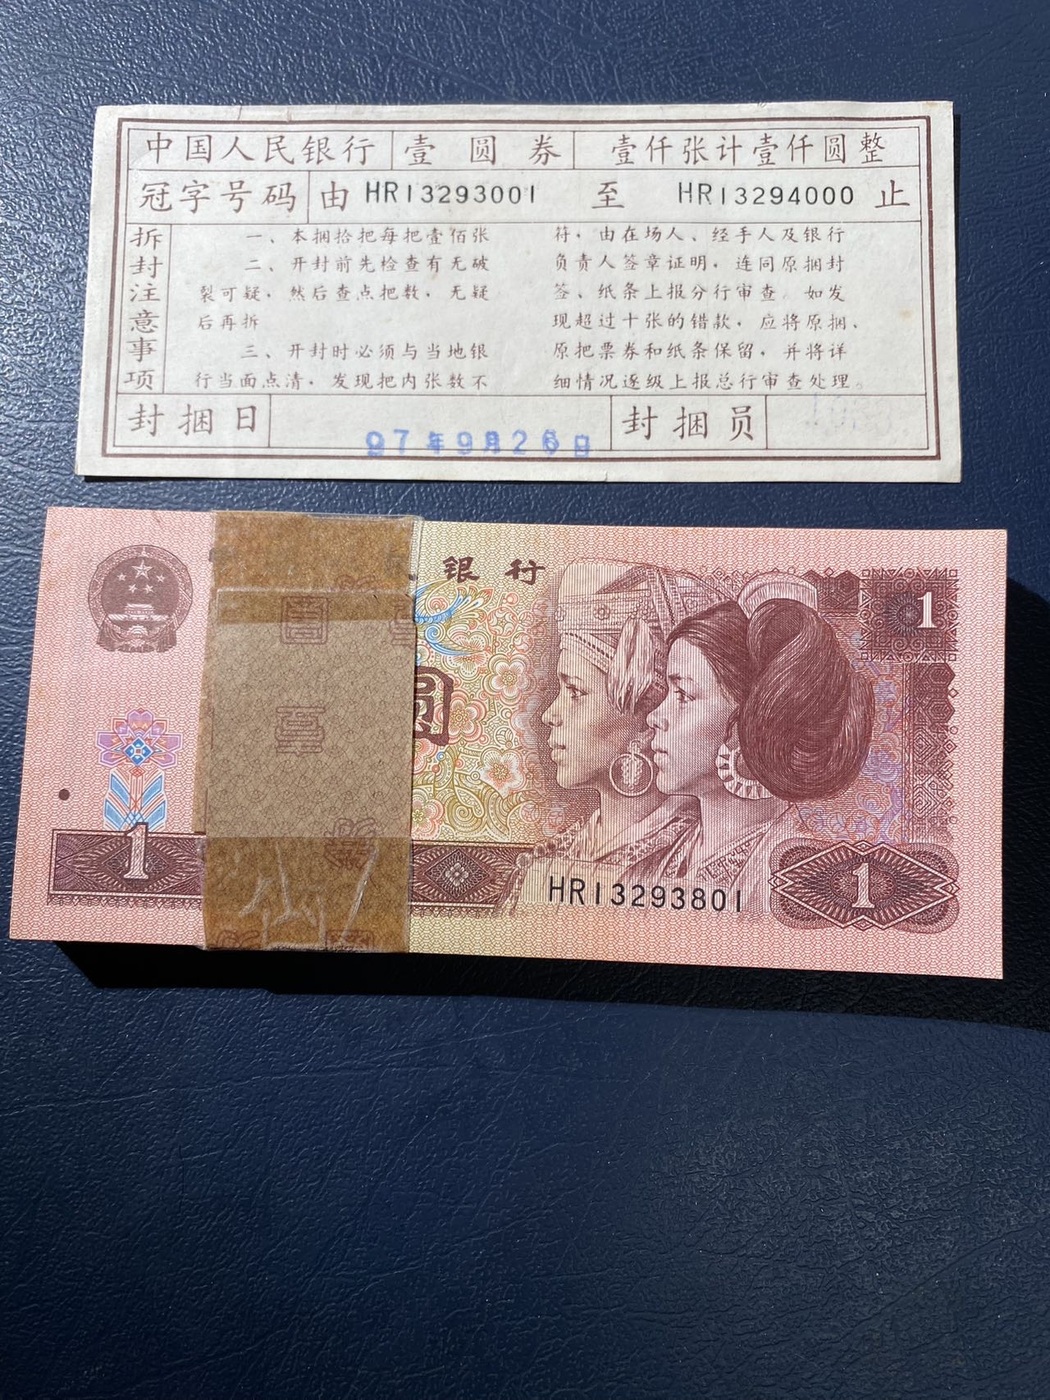 中国人民银行 壹圆券 壹仟张计壹仟圆整
冠字号码 由 HR13293001 至 HR13294000 止
拆封注意事项
一、本捆拾把每把壹佰张
二、开封前先检查有无破
裂可疑，然后查点把数，无疑
后再拆
三、开封时必须与当地银
行当面点清，发现把内张数不
符，由在场人、经手人及银行
负责人签章证明，连同原捆封
签、纸条上报分行审查。如发
现超过十张的错款，应将原捆、
原把票券和纸条保留，并将详
细情况逐级上报总行审查处理。
封捆日 97年9月26日 封捆员
银行
圆
1
1
HR13293801
1